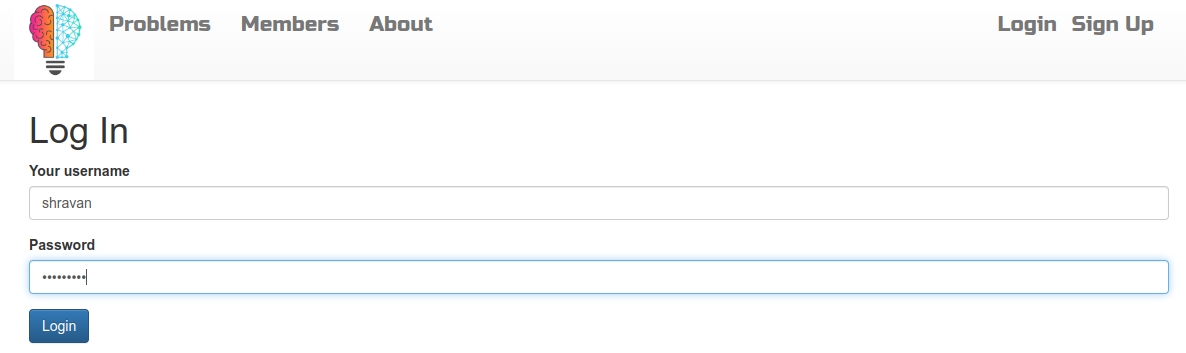 Problems Members About Login Sign Up
Log In
Your username
shravan
Password
•••••••••
Login